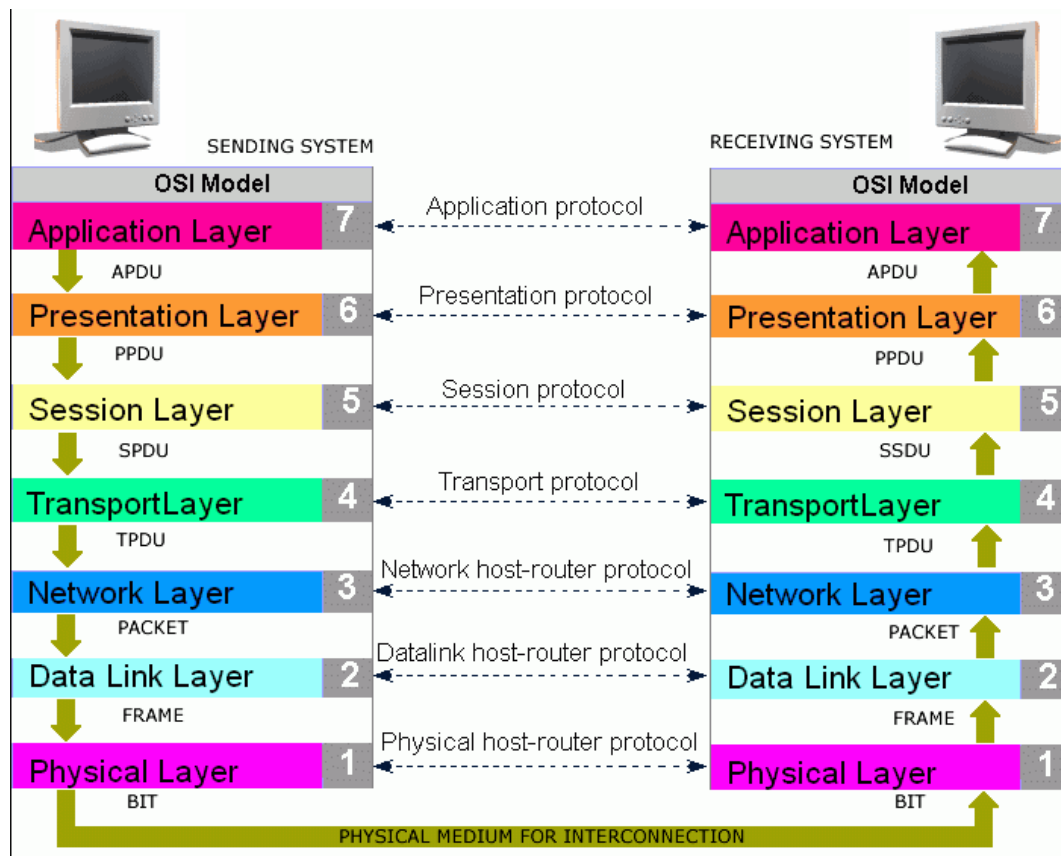 SENDING SYSTEM
RECEIVING SYSTEM
OSI Model
OSI Model
Application Layer 7
Application protocol
Application Layer 7
APDU
APDU
Presentation Layer 6
Presentation protocol
Presentation Layer 6
PPDU
PPDU
Session Layer 5
Session protocol
Session Layer 5
SPDU
SSDU
TransportLayer 4
Transport protocol
TransportLayer 4
TPDU
TPDU
Network Layer 3
Network host-router protocol
Network Layer 3
PACKET
PACKET
Data Link Layer 2
Datalink host-router protocol
Data Link Layer 2
FRAME
FRAME
Physical Layer 1
Physical host-router protocol
Physical Layer 1
BIT
BIT
PHYSICAL MEDIUM FOR INTERCONNECTION